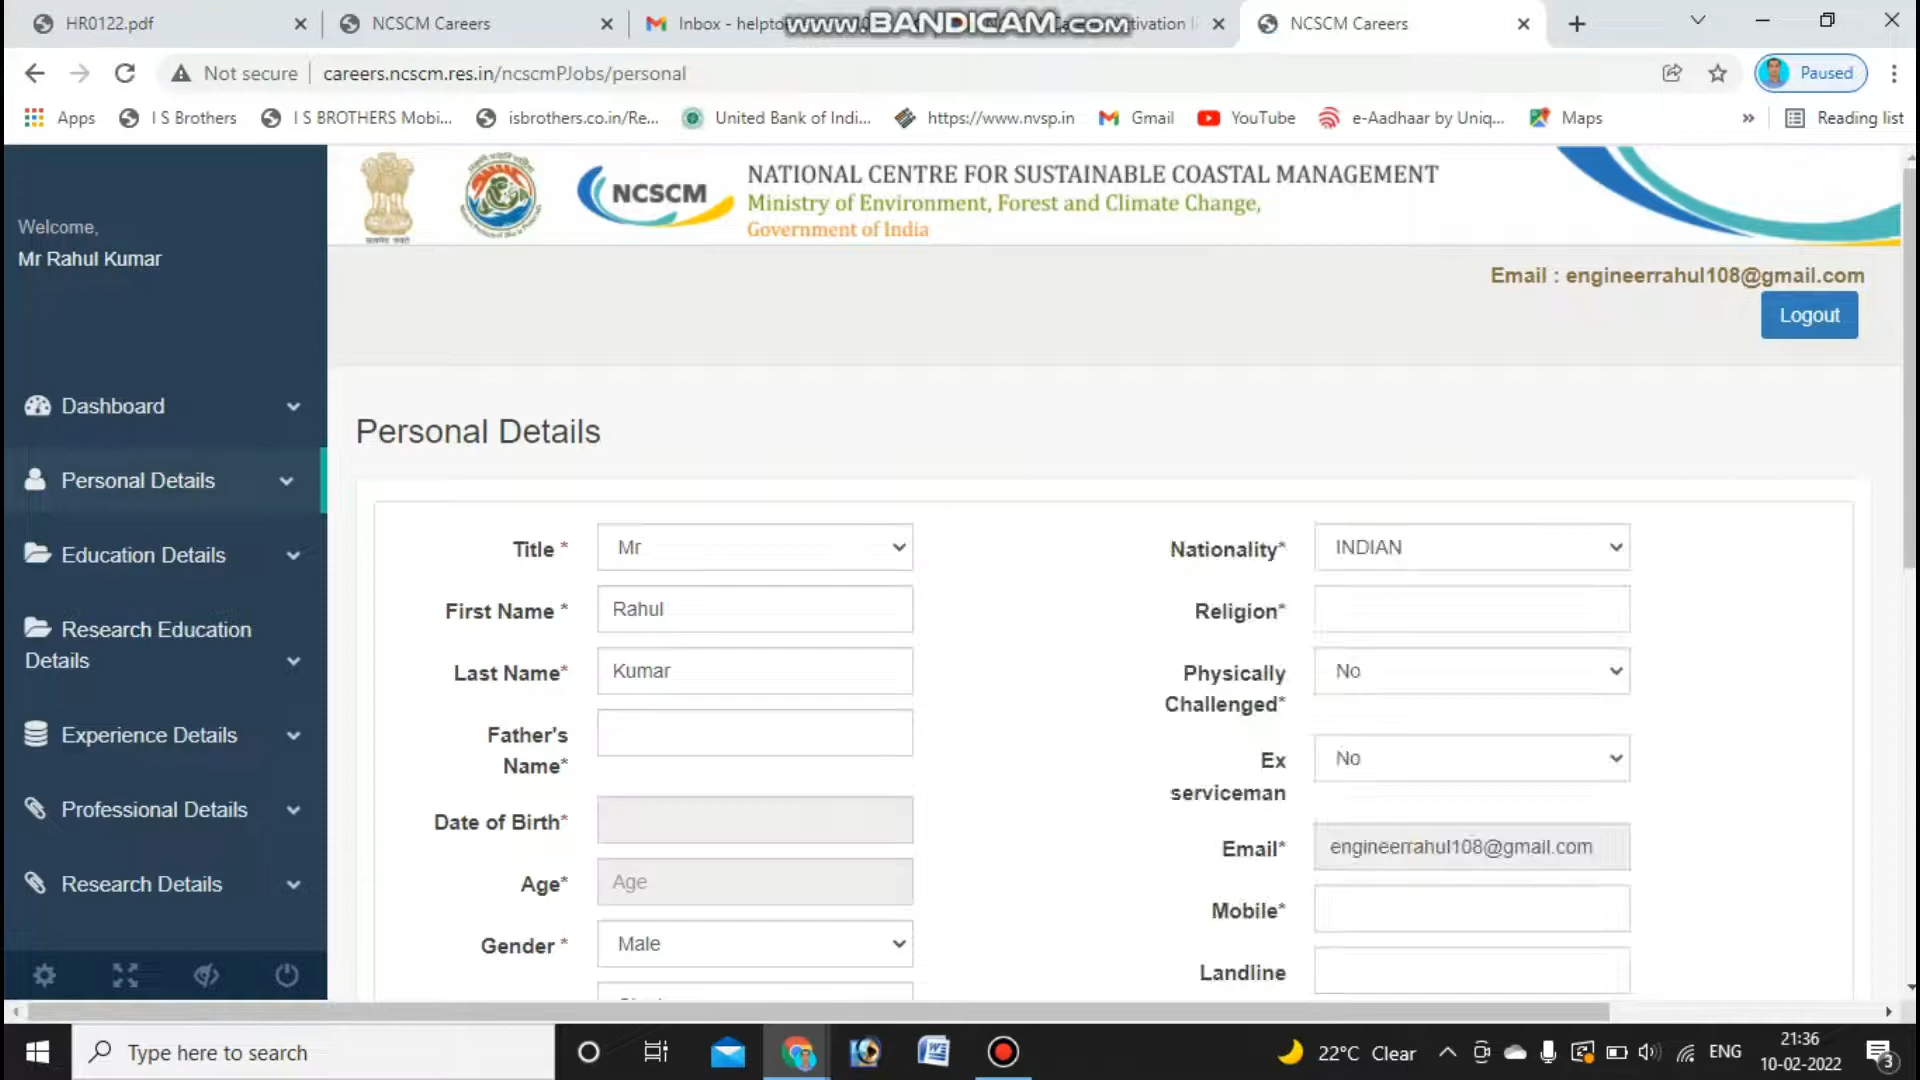 HR0122.pdf
NCSCM Careers
Inbox - helpto
www.BANDICAM.com
tivation l
NCSCM Careers
Not secure
careers.ncscm.res.in/ncscmPJobs/personal
Paused
Apps
I S Brothers
I S BROTHERS Mobi...
isbrothers.co.in/Re...
United Bank of Indi...
https://www.nvsp.in
Gmail
YouTube
e-Aadhaar by Uniq...
Maps
»
Reading list
Welcome,
Mr Rahul Kumar
NCSCM
NATIONAL CENTRE FOR SUSTAINABLE COASTAL MANAGEMENT
Ministry of Environment, Forest and Climate Change,
Government of India
Email : engineerrahul108@gmail.com
Logout
Dashboard
Personal Details
Education Details
Research Education
Details
Experience Details
Professional Details
Research Details
Personal Details
Title *
Mr
First Name *
Rahul
Last Name*
Kumar
Father's
Name*
Date of Birth*
Age*
Age
Gender *
Male
Nationality*
INDIAN
Religion*
Physically
Challenged*
No
Ex
serviceman
No
Email*
engineerrahul108@gmail.com
Mobile*
Landline
Type here to search
22°C Clear
ENG
21:36
10-02-2022
3